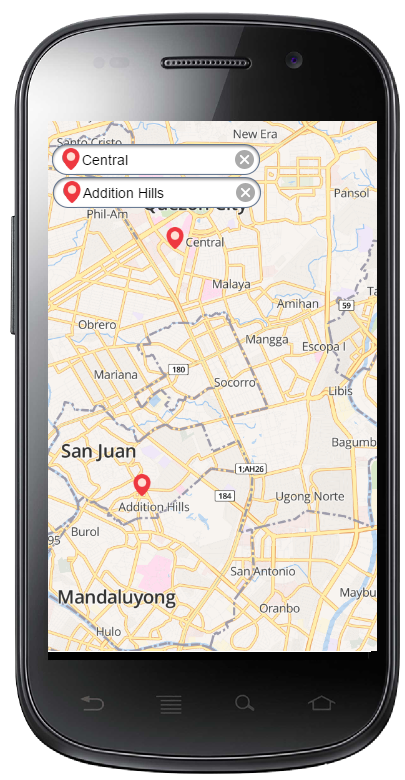 New Era
Santo Cristo
Central
Addition Hills
Pansol
Quezon City
Phil-Am
Central
Malaya
Amihan
59
Obrero
Mangga
Escopa I
180
Mariana
Socorro
Libis
Bagumb
San Juan
1;AH26
184
Ugong Norte
Addition Hills
Burol
95
San Antonio
Maybu
Mandaluyong
Oranbo
Hulo